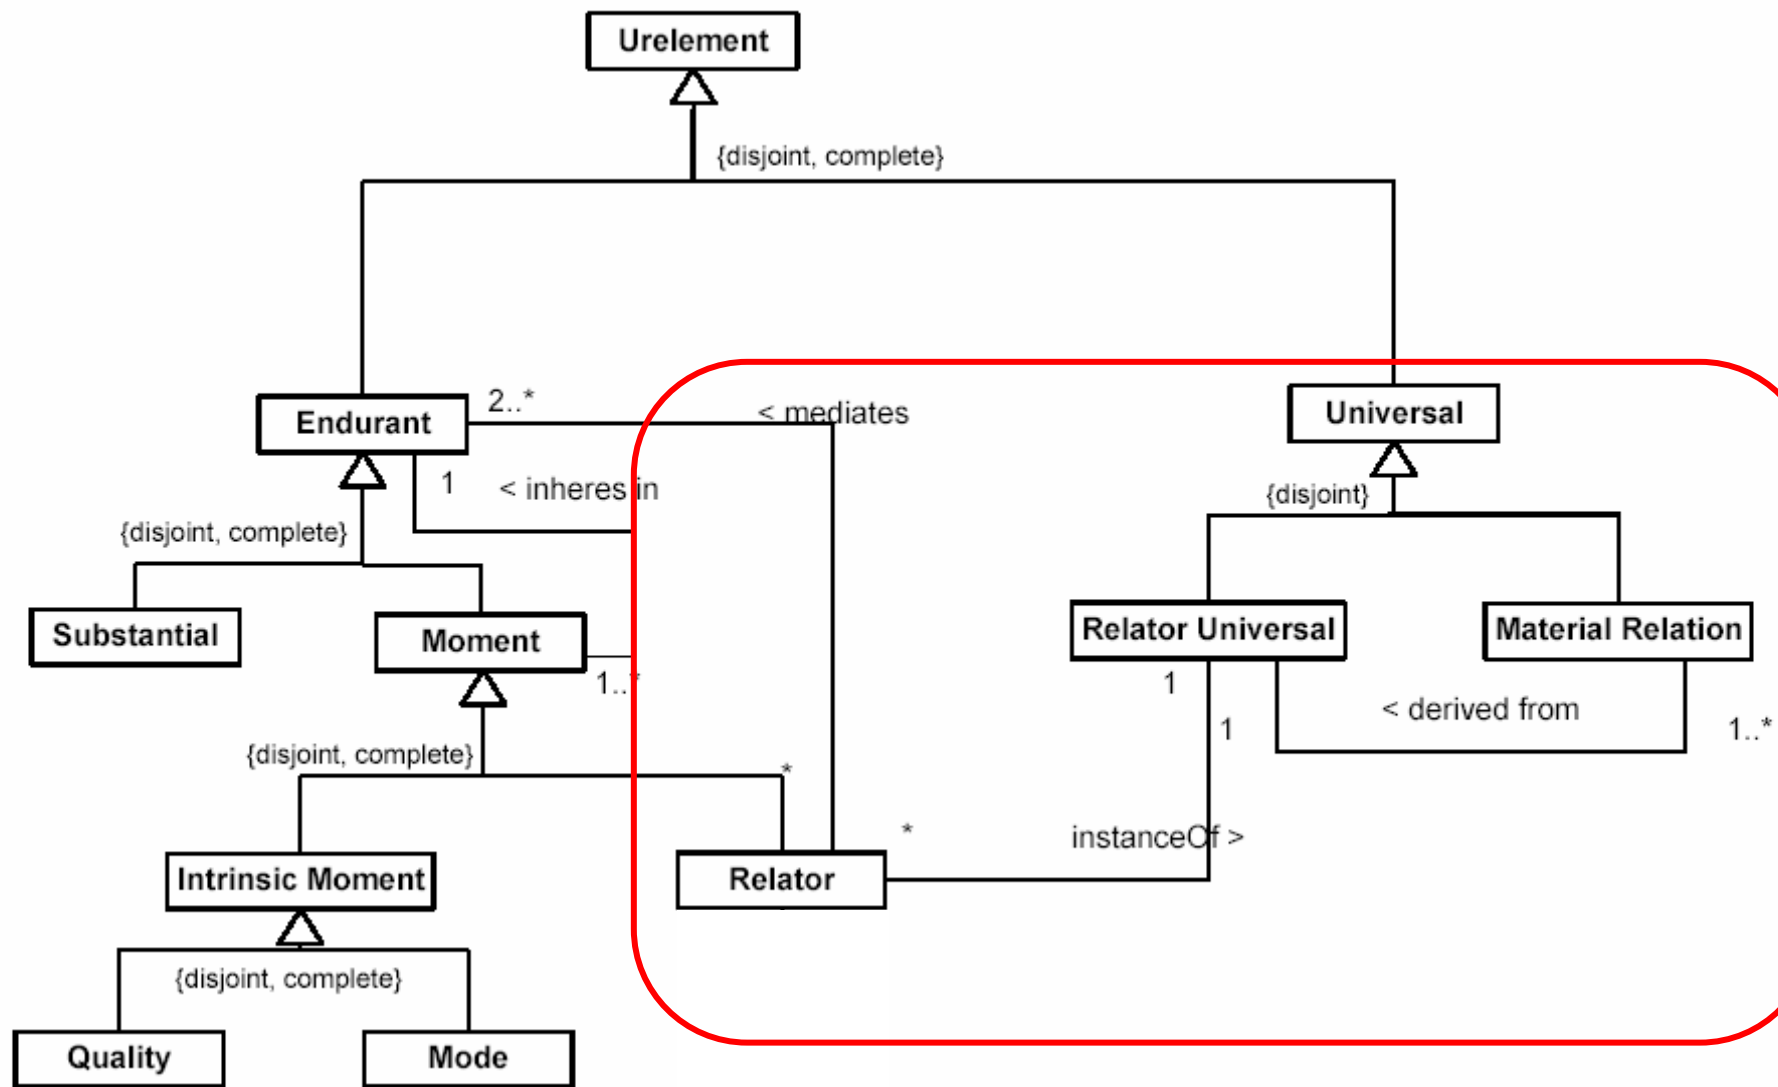 Urelement
{disjoint, complete}
Endurant
2..*
< mediates
Universal
1
< inheres in
{disjoint}
{disjoint, complete}
Substantial
Moment
1..*
Relator Universal
Material Relation
1
1
< derived from
1..*
{disjoint, complete}
*
*
instanceOf >
Intrinsic Moment
Relator
{disjoint, complete}
Quality
Mode